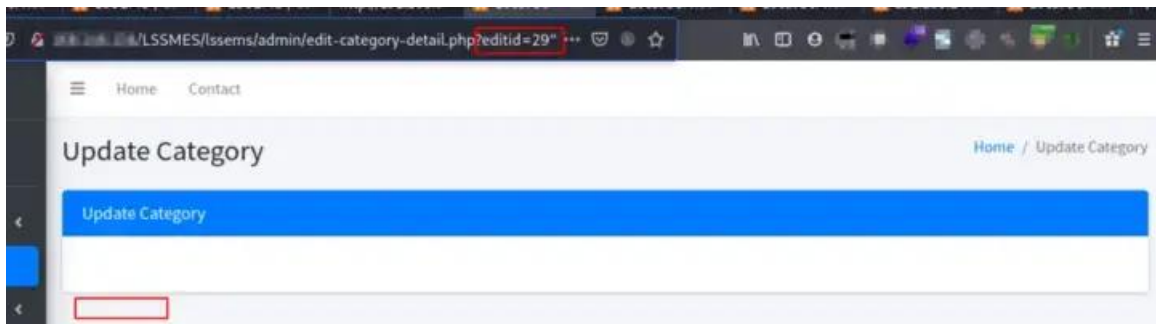 /LSSMES/lssems/admin/edit-category-detail.php?editid=29" ...
Home Contact
Update Category
Home / Update Category
Update Category